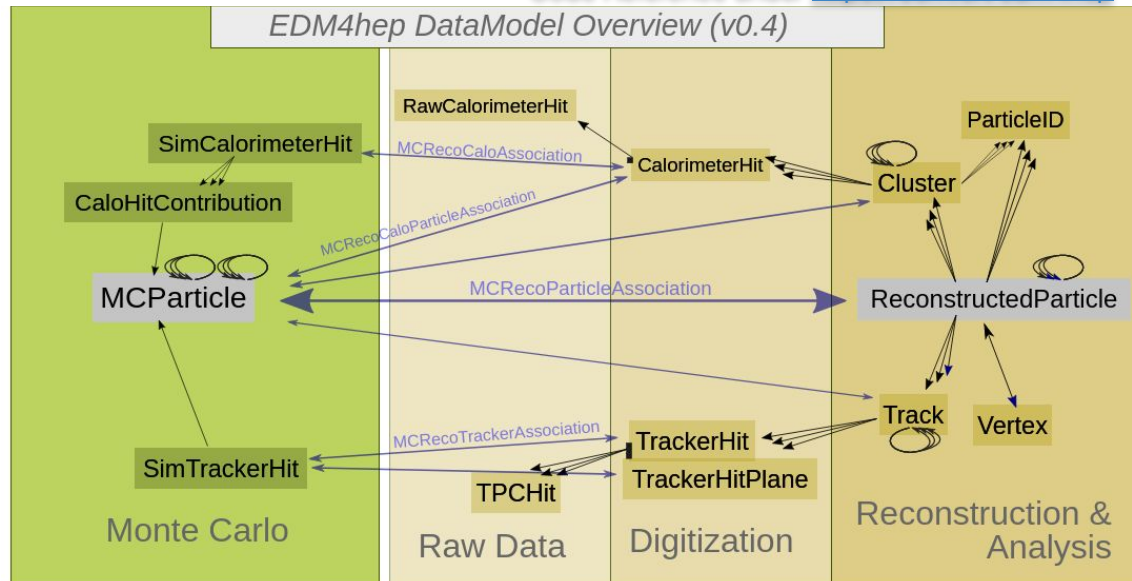 EDM4hep DataModel Overview (v0.4)
RawCalorimeterHit
ParticleID
SimCalorimeterHit
MCRecoCaloAssociation
CalorimeterHit
Cluster
CaloHitContribution
MCRecoCaloParticleAssociation
MCParticle
MCRecoParticleAssociation
ReconstructedParticle
Track
Vertex
MCRecoTrackerAssociation
TrackerHit
SimTrackerHit
TrackerHitPlane
TPCHit
Monte Carlo
Raw Data
Digitization
Reconstruction &
Analysis